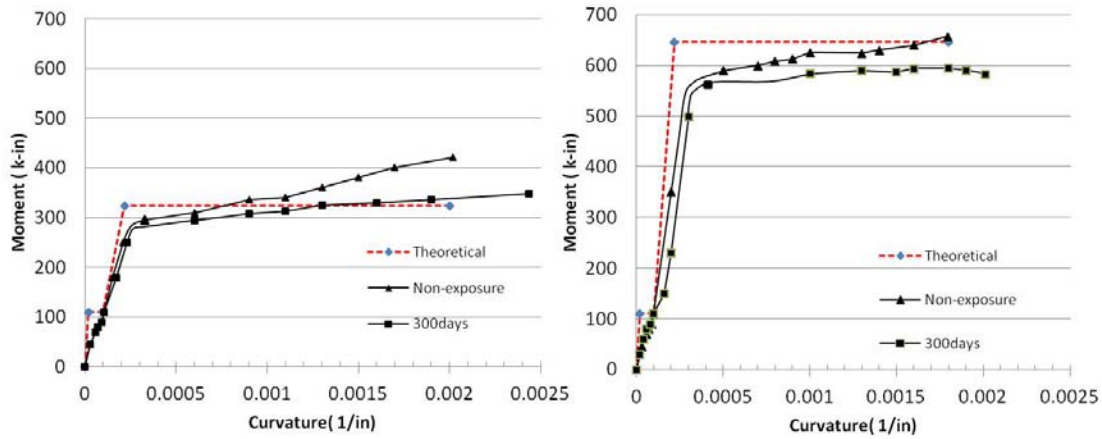 700
600
500
400
300
200
100
0
Moment ( k-in)
Theoretical
Non-exposure
300days
0 0.0005 0.001 0.0015 0.002 0.0025
Curvature( 1/in)
700
600
500
400
300
200
100
0
Moment ( k-in)
Theoretical
Non-exposure
300days
0 0.0005 0.001 0.0015 0.002 0.0025
Curvature( 1/in)